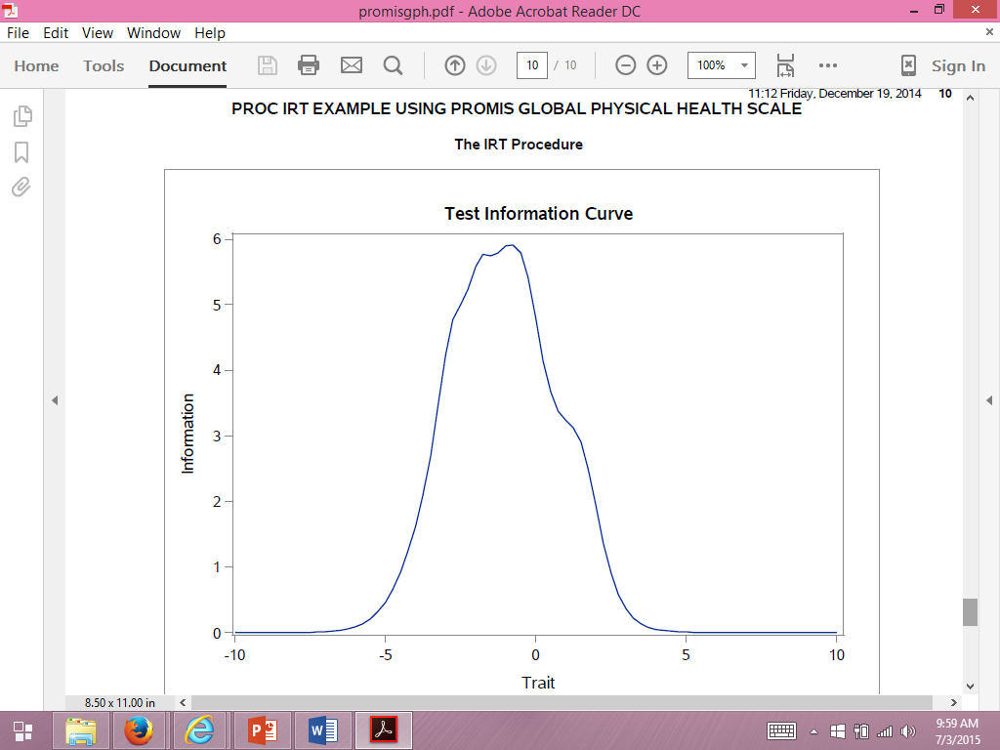 promisgph.pdf - Adobe Acrobat Reader DC
File Edit View Window Help
Home Tools Document 10 / 10 100% Sign In
11:12 Friday, December 19, 2014 10
PROC IRT EXAMPLE USING PROMIS GLOBAL PHYSICAL HEALTH SCALE
The IRT Procedure
Test Information Curve
6
5
4
3
2
1
0
Information
-10 -5 0 5 10
Trait
8.50 x 11.00 in
9:59 AM
7/3/2015